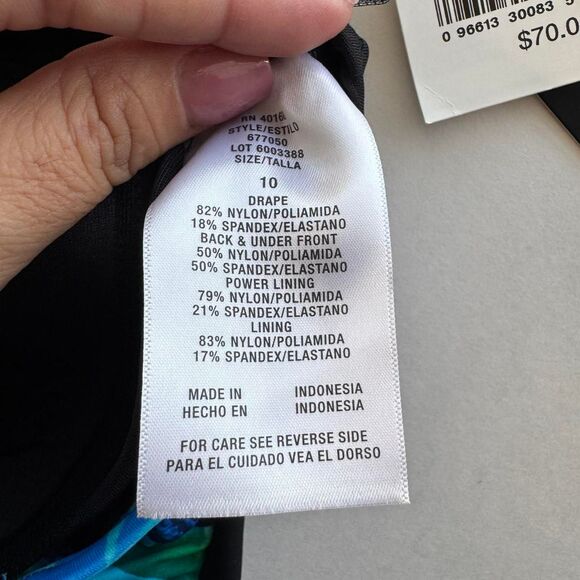 0 96613 30083
$70.0
RN 40160
STYLE/ESTILO
677050
LOT 6003388
SIZE/TALLA
10
DRAPE
82% NYLON/POLIAMIDA
18% SPANDEX/ELASTANO
BACK & UNDER FRONT
50% NYLON/POLIAMIDA
50% SPANDEX/ELASTANO
POWER LINING
79% NYLON/POLIAMIDA
21% SPANDEX/ELASTANO
LINING
83% NYLON/POLIAMIDA
17% SPANDEX/ELASTANO
MADE IN INDONESIA
HECHO EN INDONESIA
FOR CARE SEE REVERSE SIDE
PARA EL CUIDADO VEA EL DORSO